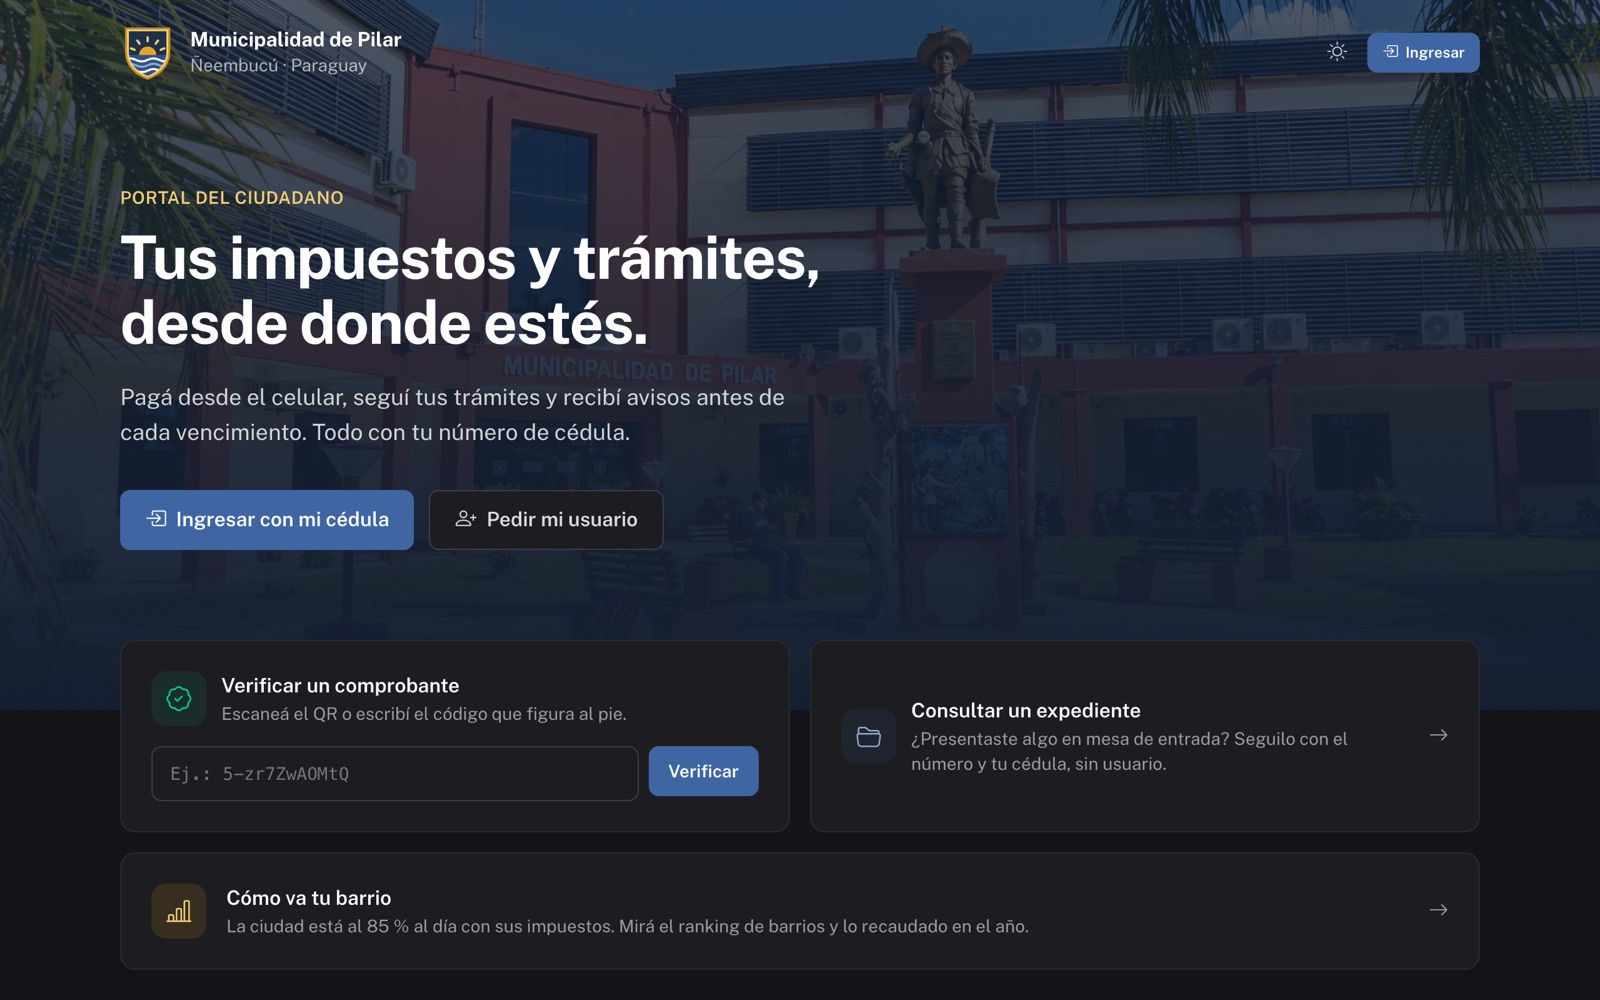 Municipalidad de Pilar
Ñeembucú · Paraguay
Ingresar
PORTAL DEL CIUDADANO
Tus impuestos y trámites,
desde donde estés.
MUNICIPALIDAD DE PILAR
Pagá desde el celular, seguí tus trámites y recibí avisos antes de
cada vencimiento. Todo con tu número de cédula.
Ingresar con mi cédula
Pedir mi usuario
Verificar un comprobante
Escaneá el QR o escribí el código que figura al pie.
Ej.: 5-zr7ZwAOMtQ
Verificar
Consultar un expediente
¿Presentaste algo en mesa de entrada? Seguilo con el
número y tu cédula, sin usuario.
Cómo va tu barrio
La ciudad está al 85 % al día con sus impuestos. Mirá el ranking de barrios y lo recaudado en el año.